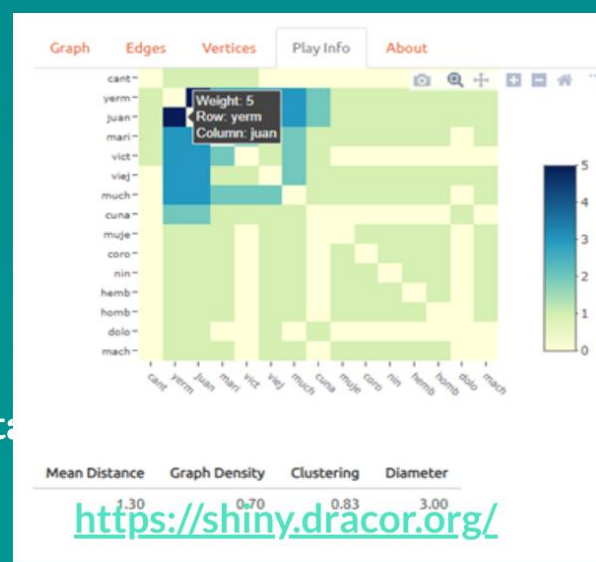 Graph Edges Vertices Play Info About
cant
yerm
juan
mari
vict
viej
much
cuna
muje
coro
nin
hemb
homb
dolo
mach
Weight: 5
Row: yerm
Column: juan
cant yerm juan mari vict viej much cuna muje coro nin hemb homb dolo mach
5
4
3
2
1
0
Mean Distance Graph Density Clustering Diameter
1.30 0.70 0.83 3.00
https://shiny.dracor.org/